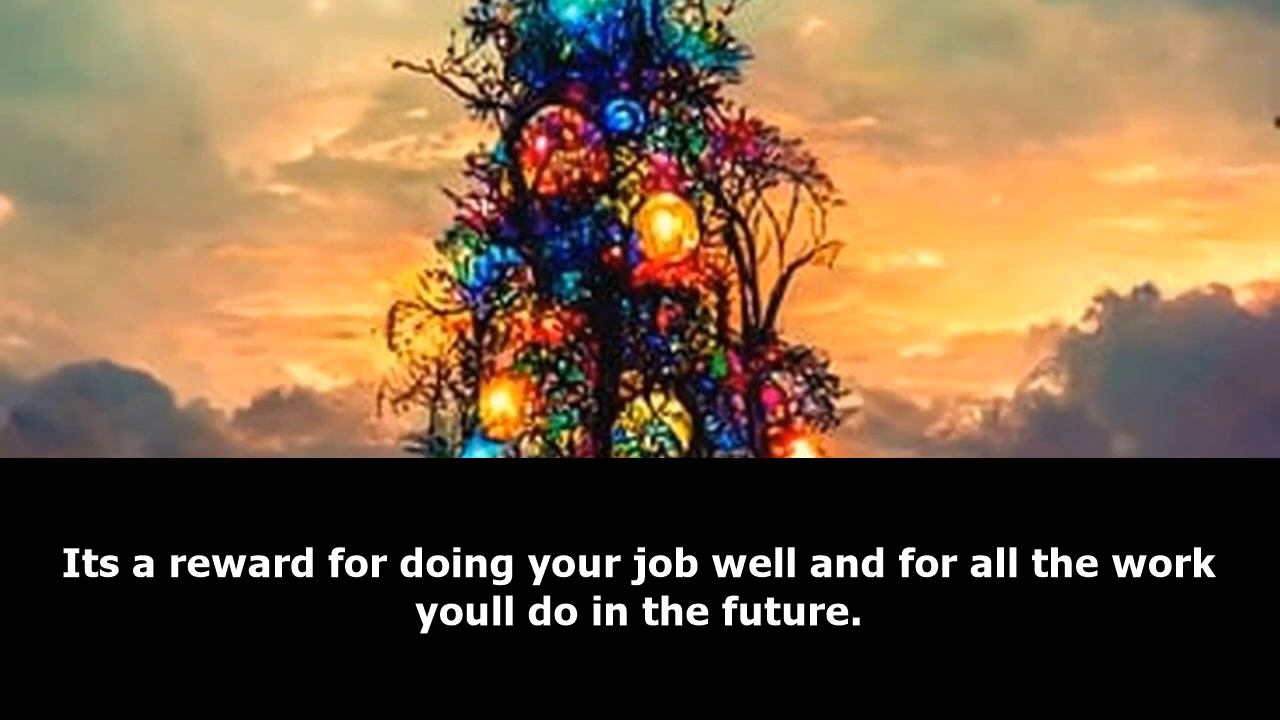 Its a reward for doing your job well and for all the work
youll do in the future.